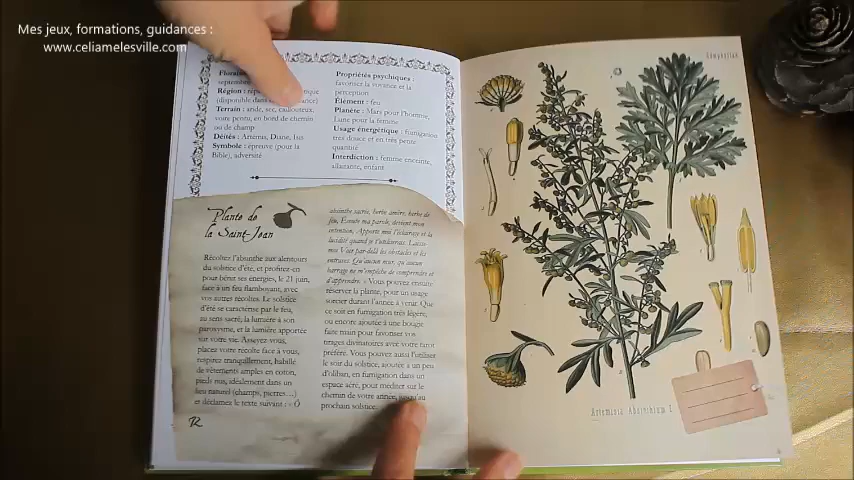 Mes jeux, formations, guidances :
www.celiamelesville.com
septembre
Région :
(disponible dans
Terrain : aride, sec, caillouteux,
voire pentu, en bord de chemin
ou de champ
Déités : Artémis, Diane, Isis
Symbole : épreuve (pour la
Bible), adversité
Propriétés psychiques :
favorise la voyance et la
perception
Élément : feu
Planète : Mars pour l'homme,
Lune pour la femme
Usage énergétique : fumigation
très douce et en très petite
quantité
Interdiction : femme enceinte,
allaitante, enfant
Plante de
la Saint-Jean
Récoltez l'absinthe aux alentours
du solstice d'été, et profitez-en
pour bénir ses énergies, le 21 juin,
face à un feu flamboyant, avec
vos autres récoltes. Le solstice
d'été se caractérise par le feu,
au sens sacré; la lumière à son
paroxysme, et la lumière apportée
sur votre vie. Asseyez-vous,
placez votre récolte face à vous,
respirez tranquillement, habillé
de vêtements amples en coton,
pieds nus, idéalement dans un
lieu naturel (champs, pierres...)
et déclamez le texte suivant : « Ô
absinthe sacrée, herbe amère, herbe de
feu, Écoute ma parole, devient mon
intention, Apporte moi l'éclairage et la
lucidité quand je t'utiliserai. Laisse-
moi Voir par-delà les obstacles et les
entraves. Qu'aucun mur, qu'aucun
barrage ne m'empêche de comprendre et
d'apprendre. » Vous pouvez ensuite
réserver la plante, pour un usage
sorcier durant l'année à venir. Que
ce soit en fumigation très légère,
ou encore ajoutée à une bougie
faite main pour favoriser vos
tirages divinatoires avec votre tarot
préféré. Vous pouvez aussi l'utiliser
le soir du solstice, ajoutée à un peu
d'oliban, en fumigation dans un
espace aéré, pour méditer sur le
chemin de votre année, jusqu'au
prochain solstice.
Compositae
Artemisia Absinthium L